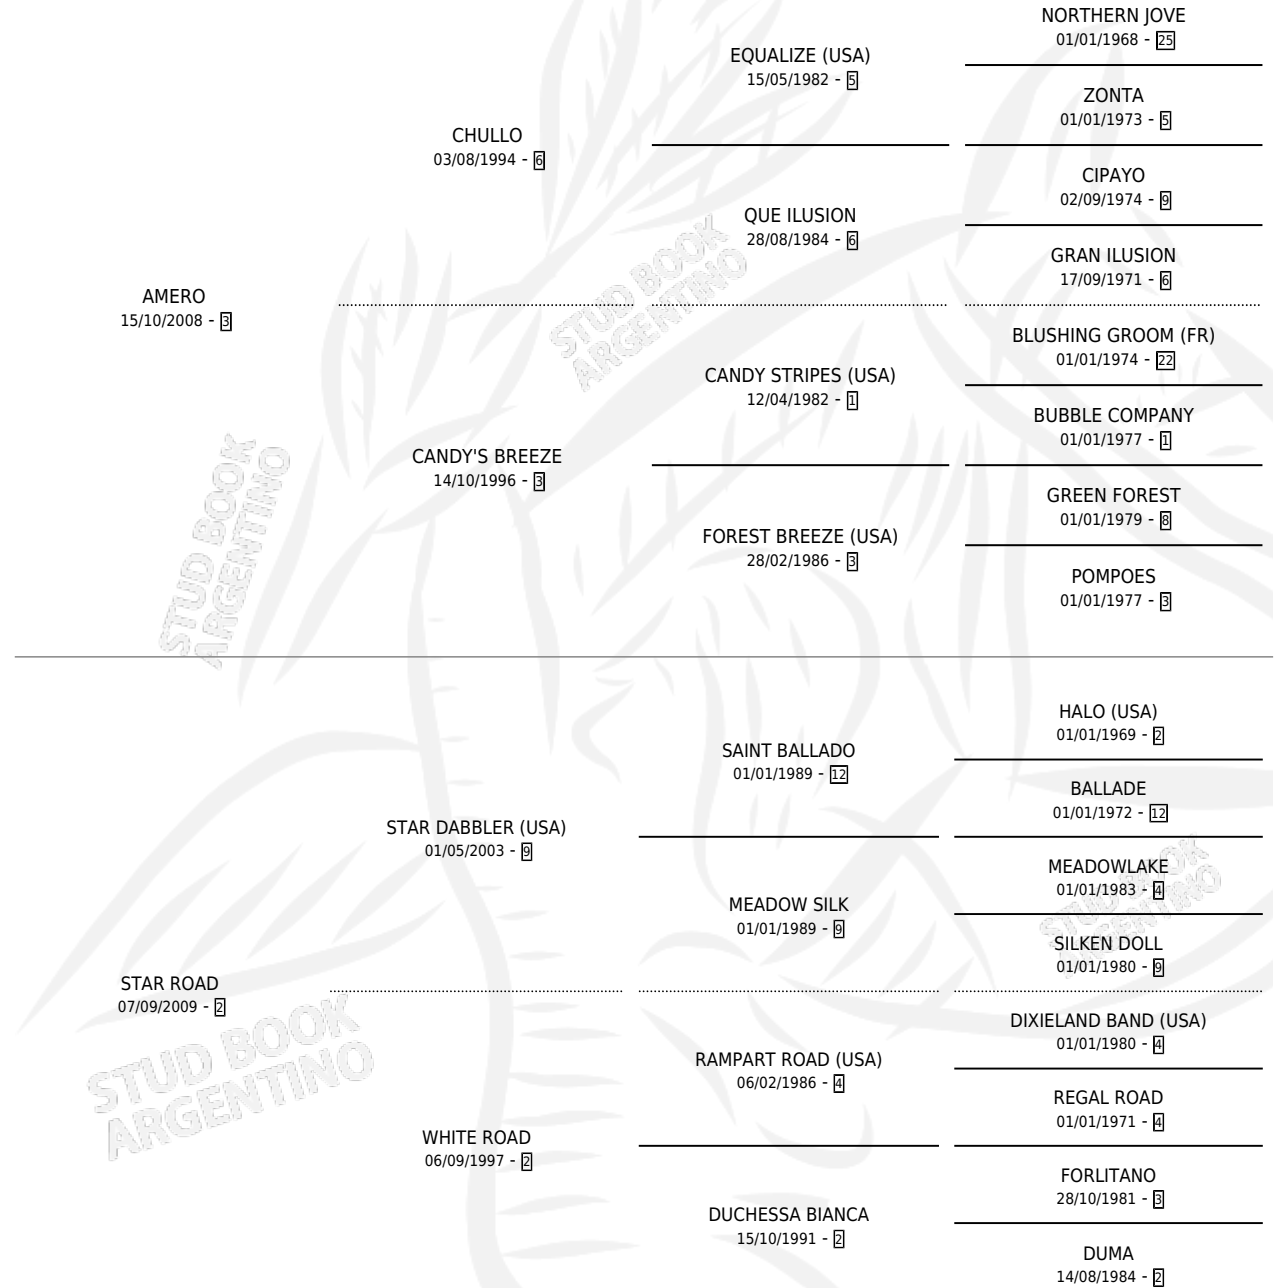 NORTHERN JOVE
01/01/1968 - 25
EQUALIZE (USA)
15/05/1982 - 5
ZONTA
01/01/1973 - 5
CHULLO
03/08/1994 - 6
CIPAYO
02/09/1974 - 9
QUE ILUSION
28/08/1984 - 6
GRAN ILUSION
17/09/1971 - 6
AMERO
15/10/2008 - 3
BLUSHING GROOM (FR)
01/01/1974 - 22
CANDY STRIPES (USA)
12/04/1982 - 1
BUBBLE COMPANY
01/01/1977 - 1
CANDY'S BREEZE
14/10/1996 - 3
GREEN FOREST
01/01/1979 - 8
FOREST BREEZE (USA)
28/02/1986 - 3
POMPOES
01/01/1977 - 3
HALO (USA)
01/01/1969 - 2
SAINT BALLADO
01/01/1989 - 12
BALLADE
01/01/1972 - 12
STAR DABBLER (USA)
01/05/2003 - 9
MEADOWLAKE
01/01/1983 - 4
MEADOW SILK
01/01/1989 - 9
SILKEN DOLL
01/01/1980 - 9
STAR ROAD
07/09/2009 - 2
DIXIELAND BAND (USA)
01/01/1980 - 4
RAMPART ROAD (USA)
06/02/1986 - 4
REGAL ROAD
01/01/1971 - 4
WHITE ROAD
06/09/1997 - 2
FORLITANO
28/10/1981 - 3
DUCHESSA BIANCA
15/10/1991 - 2
DUMA
14/08/1984 - 2
STUD BOOK
ARGENTINO
STUD BOOK
ARGENTINO
STUD BOOK
ARGENTINO
STUD BOOK
ARGENTINO